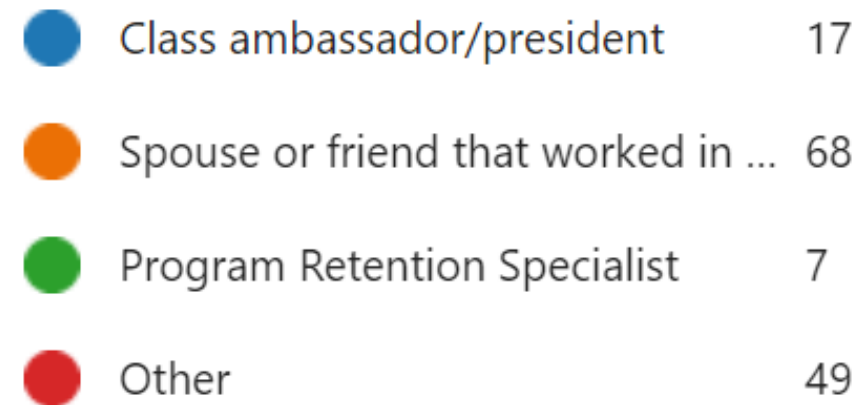 Class ambassador/president 17
Spouse or friend that worked in ... 68
Program Retention Specialist 7
Other 49